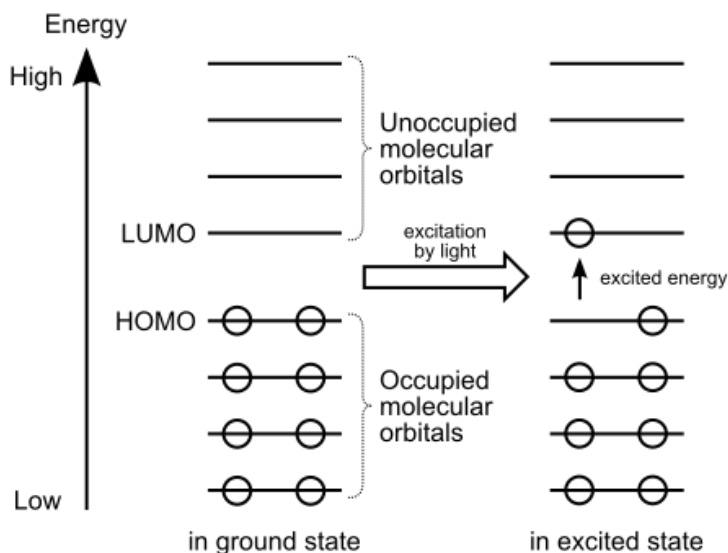 Energy
High
Unoccupied
molecular
orbitals
LUMO
excitation
by light
excited energy
HOMO
Occupied
molecular
orbitals
Low
in ground state
in excited state